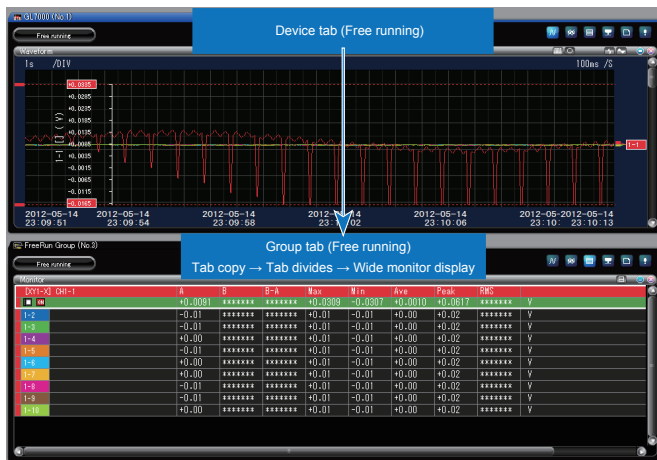 GL7000 (No.1)
Device tab (Free running)
Free running
Waveform
1s /DIV
100ms /S
+0.0335
+0.0285
+0.0235
+0.0185
+0.0135
+0.0085
+0.0035
-0.0015
-0.0065
-0.0115
-0.0165
1-1 [] ( V)
1-1
2012-05-14 2012-05-14 2012-05-14 2012-05-14 2012-05-14 2012-05-14
23:09:51 23:09:54 23:09:58 23:10:06 23:10:13
FreeRun Group (No.3)
Group tab (Free running)
Free running
Tab copy → Tab divides → Wide monitor display
Monitor
[XY1-X] CH1-1 A B B-A Max Min Ave Peak RMS
ON +0.0091 ******* ******* +0.0309 -0.0307 +0.0010 +0.0617 ******* V
1-2 -0.01 ******* ******* +0.01 -0.01 +0.00 +0.02 ******* V
1-3 -0.01 ******* ******* +0.01 -0.01 +0.00 +0.02 ******* V
1-4 +0.00 ******* ******* +0.01 -0.01 +0.00 +0.02 ******* V
1-5 -0.01 ******* ******* +0.01 -0.01 +0.00 +0.02 ******* V
1-6 +0.00 ******* ******* +0.01 -0.01 +0.00 +0.02 ******* V
1-7 +0.00 ******* ******* +0.01 -0.01 +0.00 +0.02 ******* V
1-8 -0.01 ******* ******* +0.01 -0.01 +0.00 +0.02 ******* V
1-9 -0.01 ******* ******* +0.01 -0.01 +0.00 +0.02 ******* V
1-10 +0.00 ******* ******* +0.01 -0.01 +0.00 +0.02 ******* V